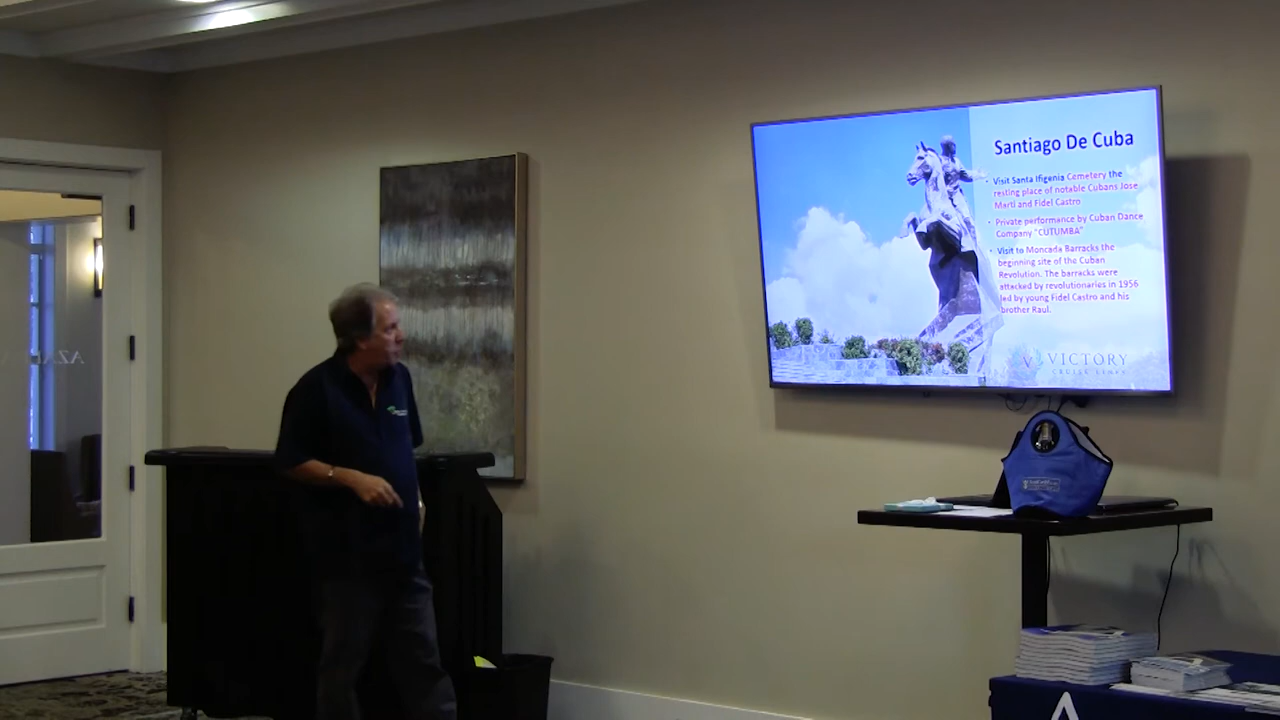 Santiago De Cuba
• Visit Santa Ifigenia Cemetery the
resting place of notable Cubans Jose
Marti and Fidel Castro
• Private performance by Cuban Dance
Company "CUTUMBA"
• Visit to Moncada Barracks the
beginning site of the Cuban
Revolution. The barracks were
attacked by revolutionaries in 1956
led by young Fidel Castro and his
brother Raul.
V VICTORY
CRUISE LINES